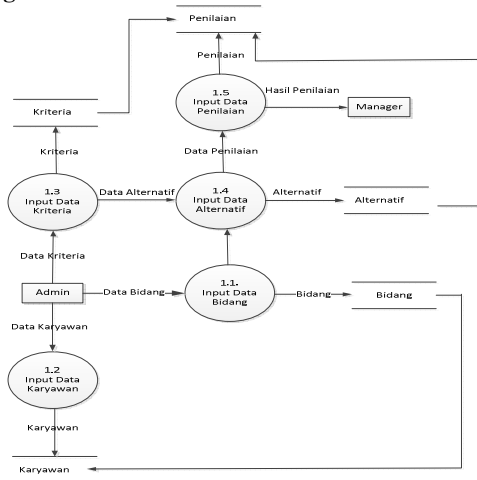 Penilaian
Penilaian
1.5
Input Data
Penilaian
Hasil Penilaian
Manager
Kriteria
Kriteria
Data Penilaian
1.3
Input Data
Kriteria
Data Alternatif
1.4
Input Data
Alternatif
Alternatif
Alternatif
Data Kriteria
Admin
Data Bidang
1.1.
Input Data
Bidang
Bidang
Bidang
Data Karyawan
1.2
Input Data
Karyawan
Karyawan
Karyawan